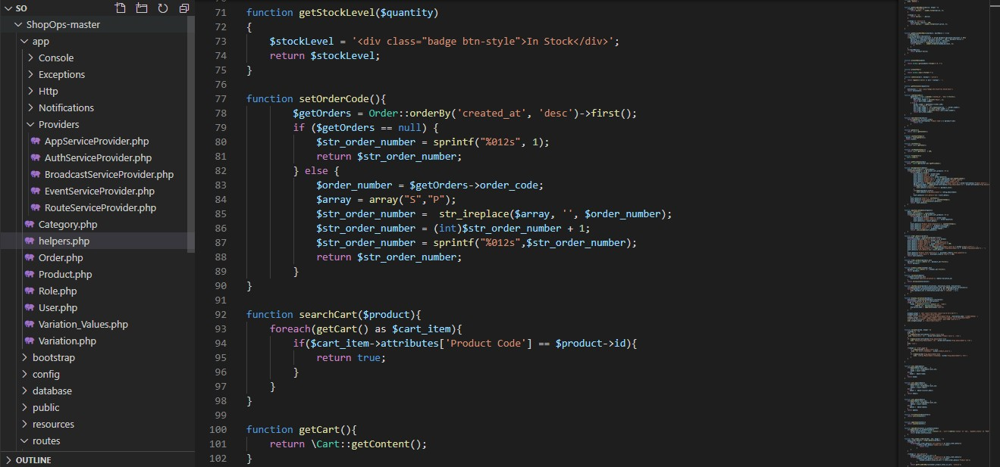 SO
ShopOps-master
app
Console
Exceptions
Http
Notifications
Providers
AppServiceProvider.php
AuthServiceProvider.php
BroadcastServiceProvider.php
EventServiceProvider.php
RouteServiceProvider.php
Category.php
helpers.php
Order.php
Product.php
Role.php
User.php
Variation_Values.php
Variation.php
bootstrap
config
database
public
resources
routes
OUTLINE
71 function getStockLevel($quantity)
72 {
73     $stockLevel = '<div class="badge btn-style">In Stock</div>';
74     return $stockLevel;
75 }
76
77 function setOrderCode(){
78         $getOrders = Order::orderBy('created_at', 'desc')->first();
79         if ($getOrders == null) {
80             $str_order_number = sprintf("%012s", 1);
81             return $str_order_number;
82         } else {
83             $order_number = $getOrders->order_code;
84             $array = array("S","P");
85             $str_order_number =  str_ireplace($array, '', $order_number);
86             $str_order_number = (int)$str_order_number + 1;
87             $str_order_number = sprintf("%012s",$str_order_number);
88             return $str_order_number;
89         }
90 }
91
92 function searchCart($product){
93     foreach(getCart() as $cart_item){
94         if($cart_item->attributes['Product Code'] == $product->id){
95             return true;
96         }
97     }
98 }
99
100 function getCart(){
101     return \Cart::getContent();
102 }